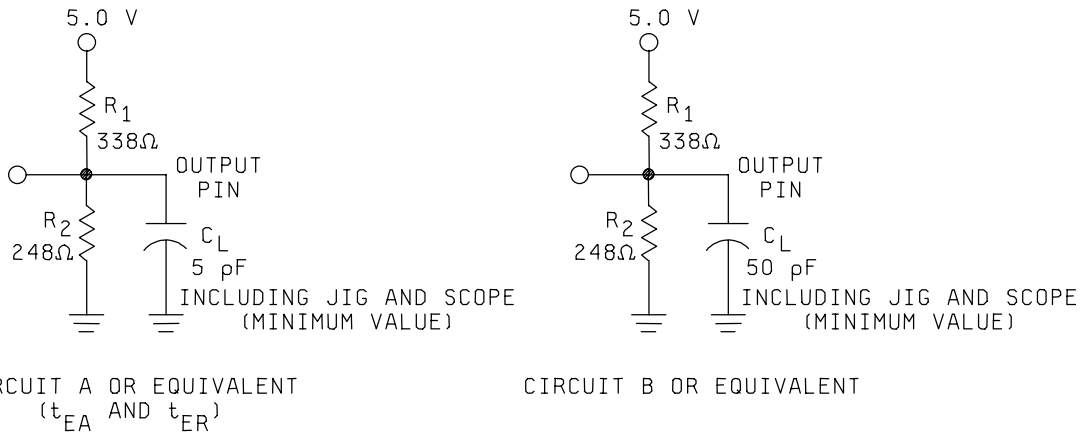 5.0 V
R1
338Ω
OUTPUT
PIN
R2
248Ω
CL
5 pF
INCLUDING JIG AND SCOPE
(MINIMUM VALUE)
RCUIT A OR EQUIVALENT
(tEA AND tER)
5.0 V
R1
338Ω
OUTPUT
PIN
R2
248Ω
CL
50 pF
INCLUDING JIG AND SCOPE
(MINIMUM VALUE)
CIRCUIT B OR EQUIVALENT